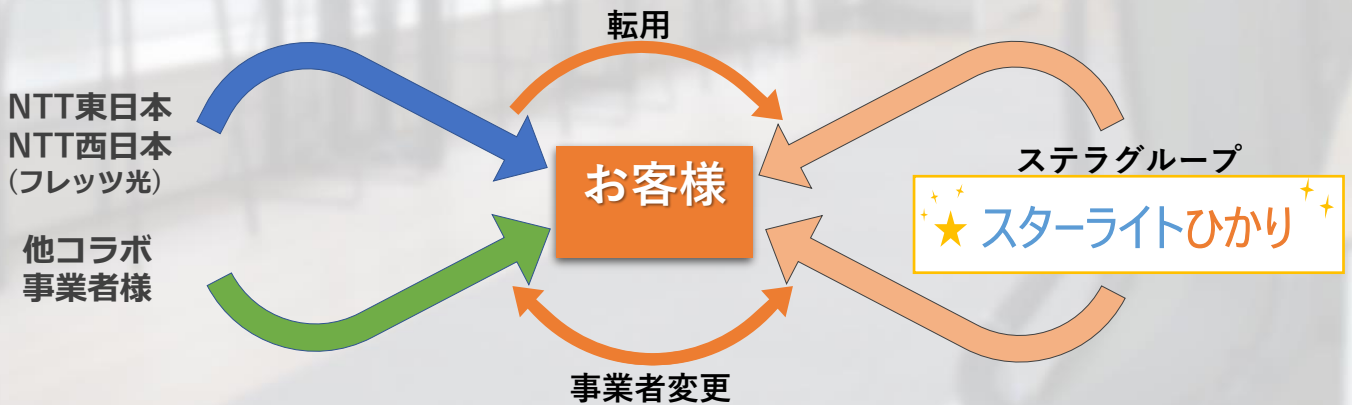 転用
NTT東日本
NTT西日本
(フレッツ光)
他コラボ
事業者様
お客様
ステラグループ
スターライトひかり
事業者変更